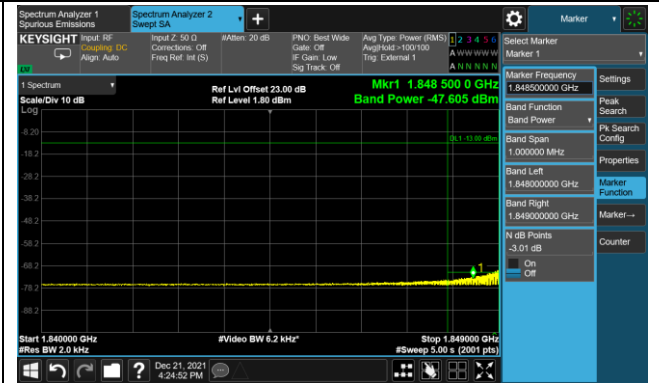 Spectrum Analyzer 1
Spurious Emissions
Spectrum Analyzer 2
Swept SA
Marker
KEYSIGHT
Input: RF
Coupling: DC
Align: Auto
Input Z: 50 Ω
Corrections: Off
Freq Ref: Int (S)
#Atten: 20 dB
PNO: Best Wide
Gate: Off
IF Gain: Low
Sig Track: Off
Avg Type: Power (RMS)
Avg|Hold:>100/100
Trig: External 1
1 2 3 4 5 6
A W W W W W
A N N N N N
Select Marker
Marker 1
1 Spectrum
Scale/Div 10 dB
Log
Ref Lvl Offset 23.00 dB
Ref Level 1.80 dBm
Mkr1 1.848 500 0 GHz
Band Power -47.605 dBm
DL1 -13.00 dBm
-8.20
-18.2
-28.2
-38.2
-48.2
-58.2
-68.2
-78.2
-88.2
1
Start 1.840000 GHz
#Res BW 2.0 kHz
#Video BW 6.2 kHz*
Stop 1.849000 GHz
#Sweep 5.00 s (2001 pts)
Marker Frequency
1.848500000 GHz
Band Function
Band Power
Band Span
1.000000 MHz
Band Left
1.848000000 GHz
Band Right
1.849000000 GHz
N dB Points
-3.01 dB
On
Off
Settings
Peak
Search
Pk Search
Config
Properties
Marker
Function
Marker→
Counter
Dec 21, 2021
4:24:52 PM